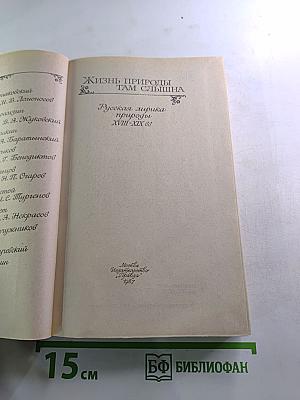 М. В. Ломоносов
В. А. Жуковский
А. Баратынский
Бенедиктов
Н. П. Огарев
И. С. Тургенев
А. Некрасов
ЖИЗНЬ ПРИРОДЫ
ТАМ СЛЫШНА
Русская лирика
природы
XVIII-XIX вв
Москва
Издательство
„Правда“
1987
15 см
БФ БИБЛИОФАН